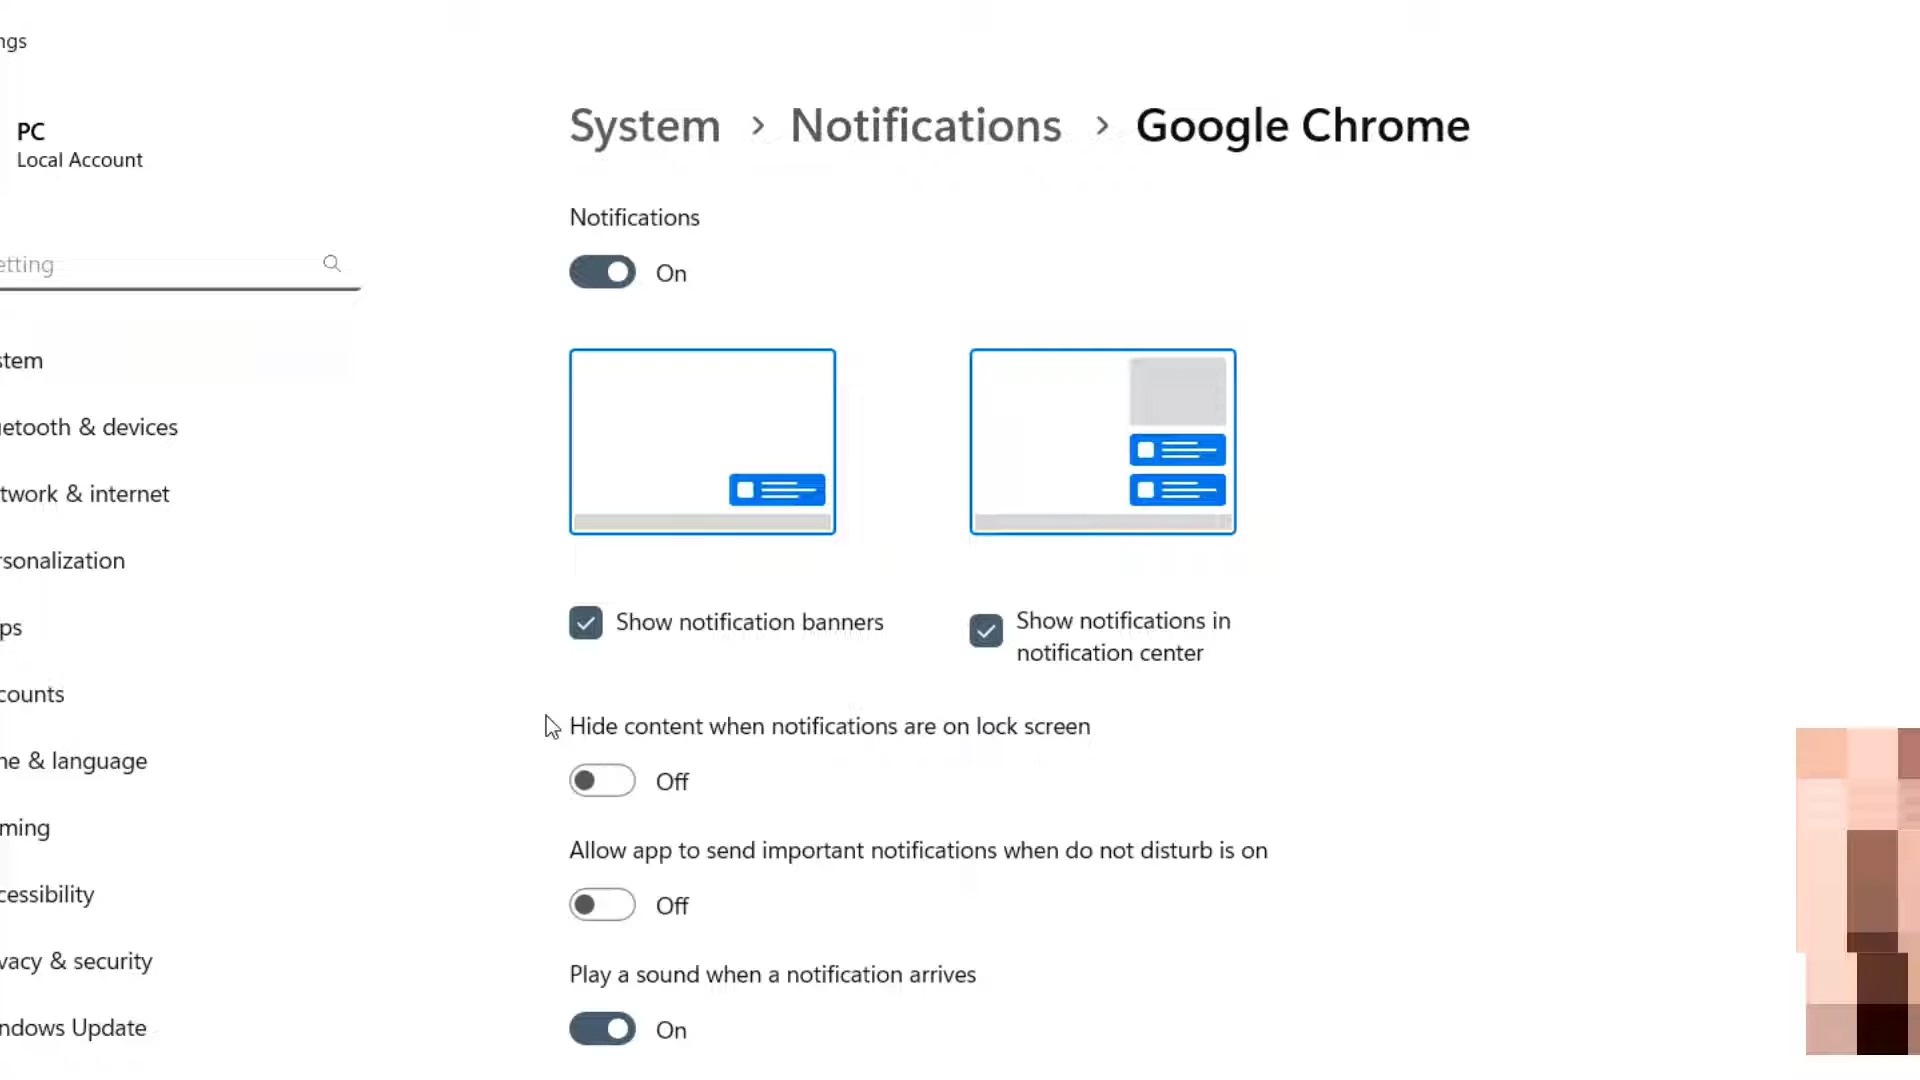 ngs
PC
Local Account
etting
stem
etooth & devices
twork & internet
rsonalization
ps
counts
ne & language
ming
cessibility
vacy & security
ndows Update
System > Notifications > Google Chrome
Notifications
On
Show notification banners
Show notifications in
notification center
Hide content when notifications are on lock screen
Off
Allow app to send important notifications when do not disturb is on
Off
Play a sound when a notification arrives
On